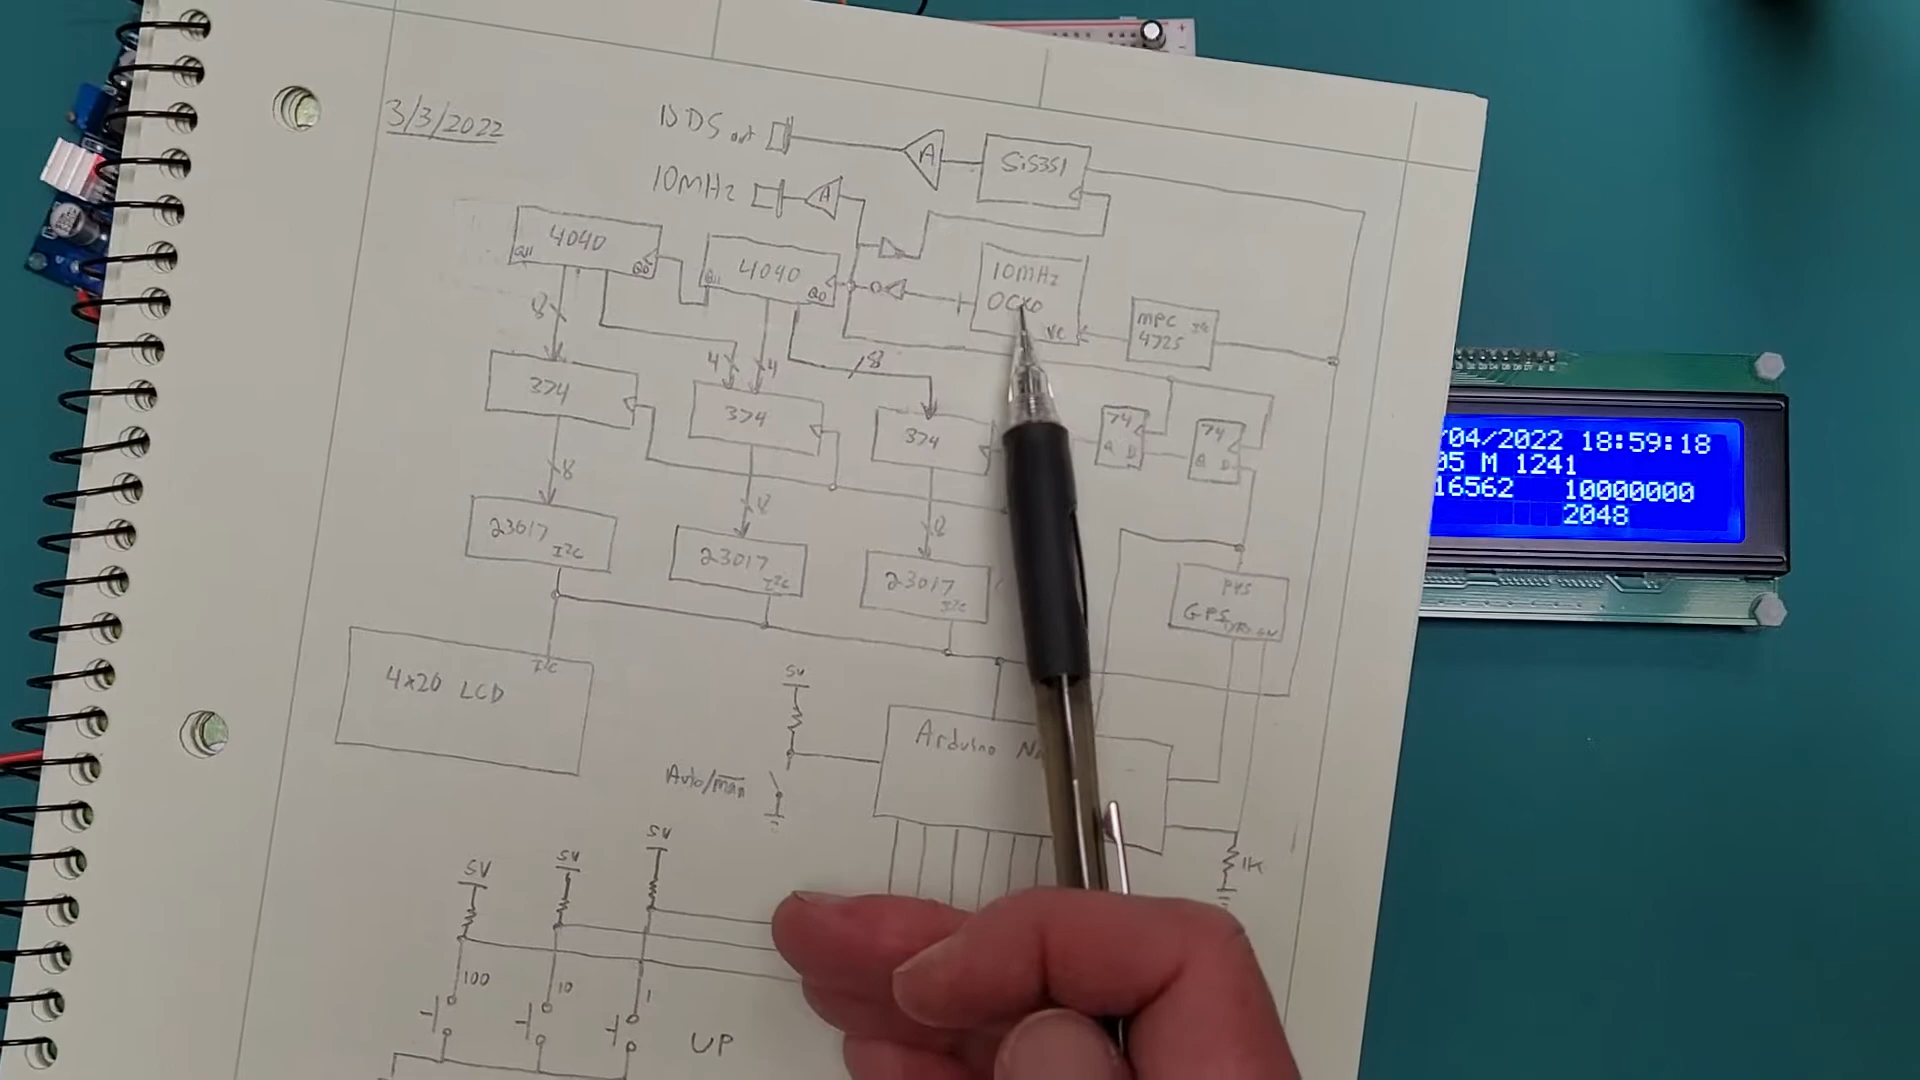 3/3/2022
DDS out
A
Si5351
10MHz
A
4040
Q11
Q0
4040
Q11
Q0
10MHz
OCXO
VC
MPC
4725
I²C
8
4
4
8
374
374
374
74
Q D
74
Q D
8
8
8
23017
I²C
23017
I²C
23017
I²C
PPS
GPS
4x20 LCD
I²C
5V
Arduino
Auto/man
1K
5V
5V
5V
100
10
1
UP
/04/2022 18:59:18
05 M 1241
16562 10000000
2048